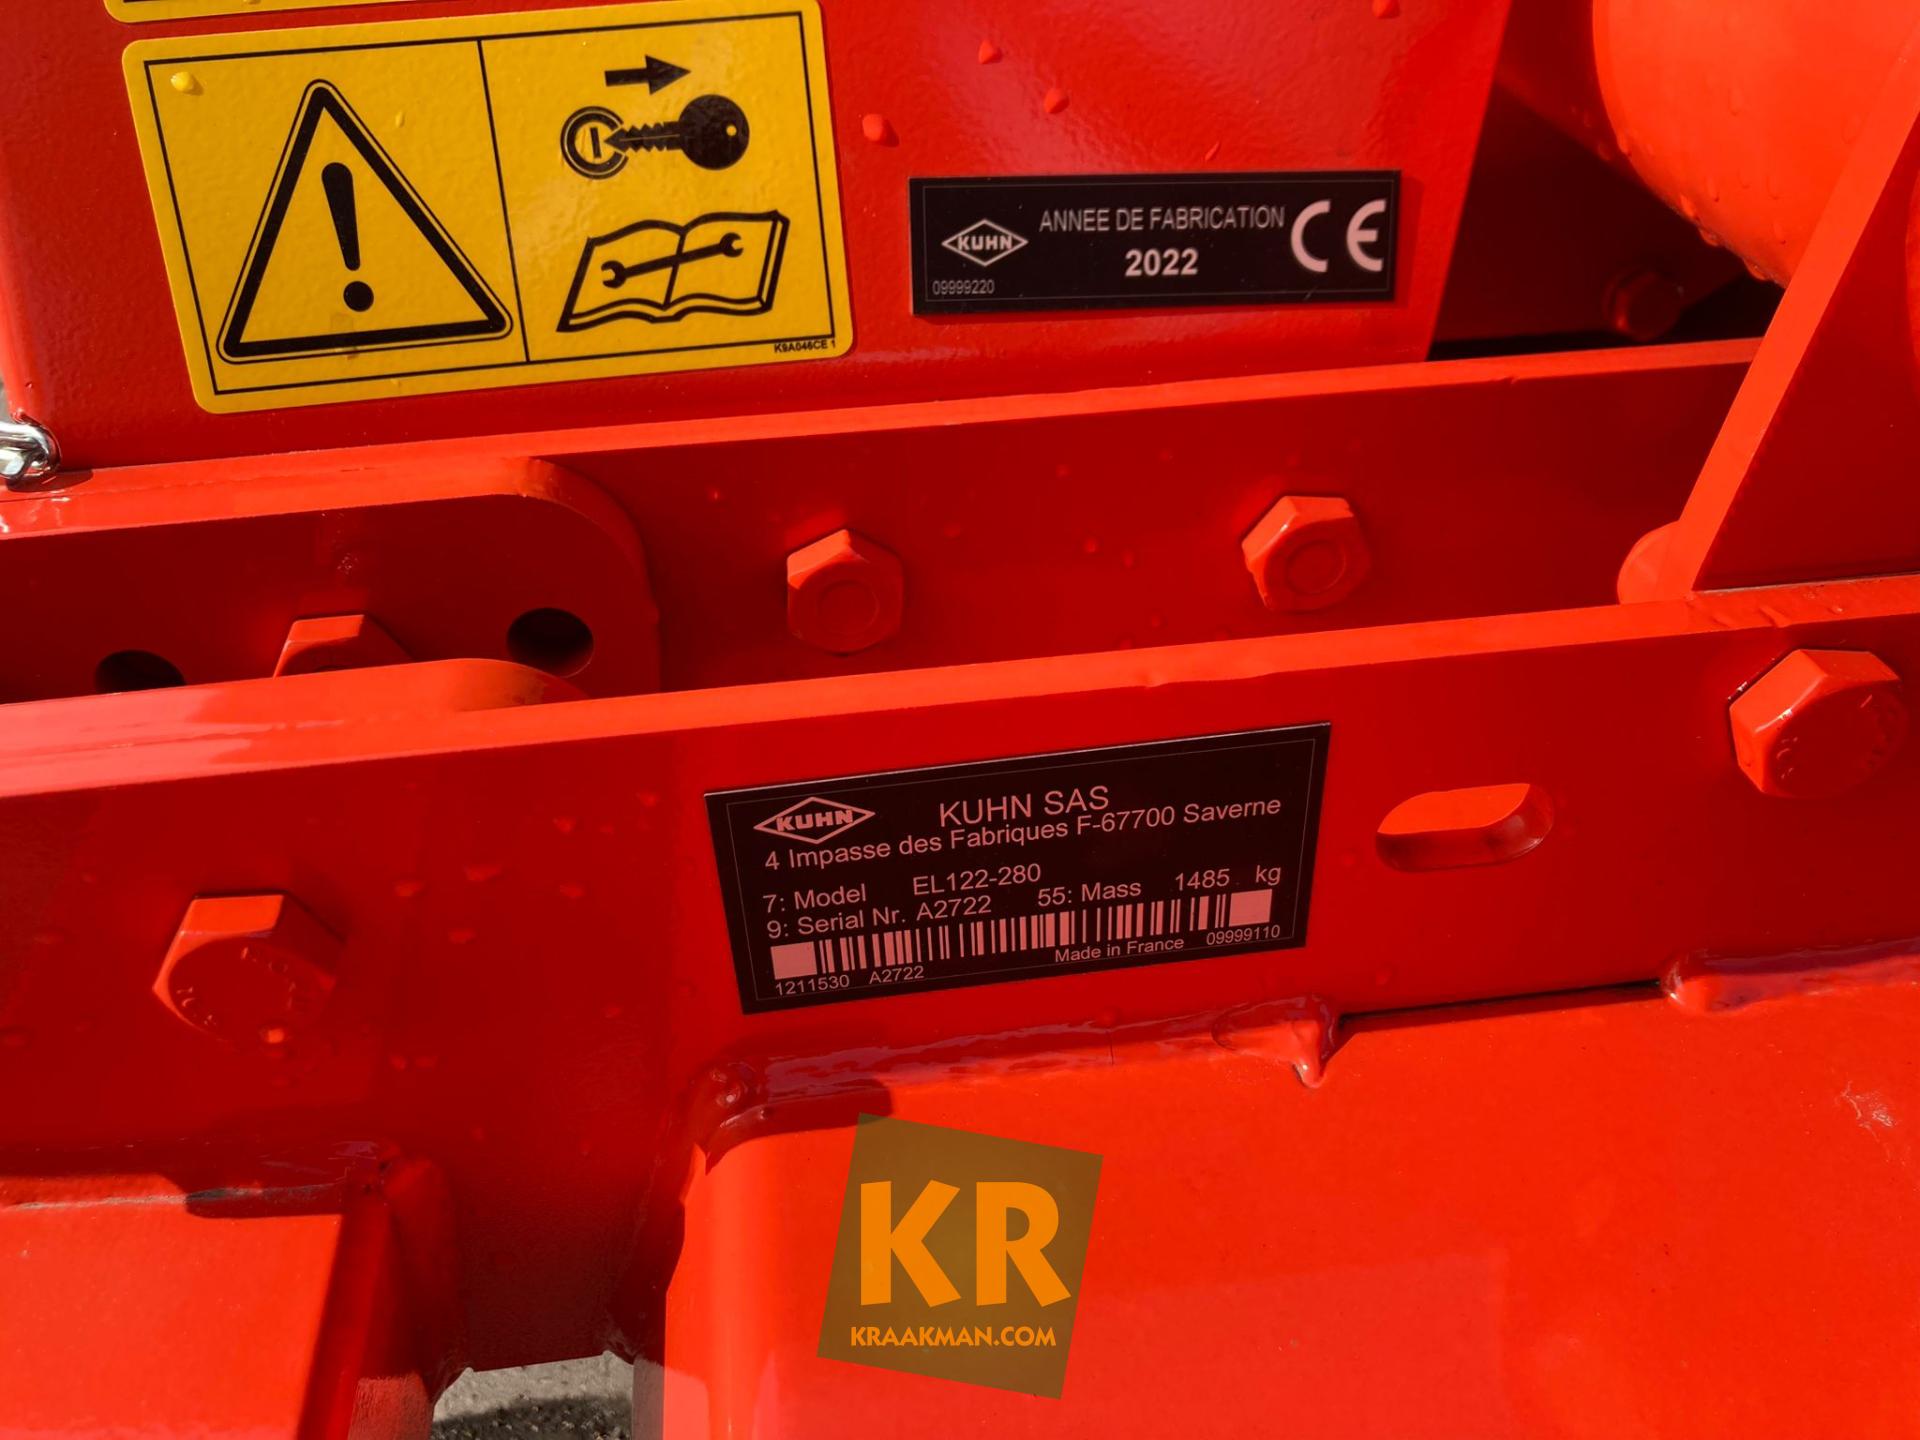 K9A046CE 1
KUHN
ANNEE DE FABRICATION
2022
CE
09999220
KUHN
KUHN SAS
4 Impasse des Fabriques F-67700 Saverne
7: Model EL122-280
9: Serial Nr. A2722 55: Mass 1485 kg
Made in France 09999110
1211530 A2722
KR
KRAAKMAN.COM